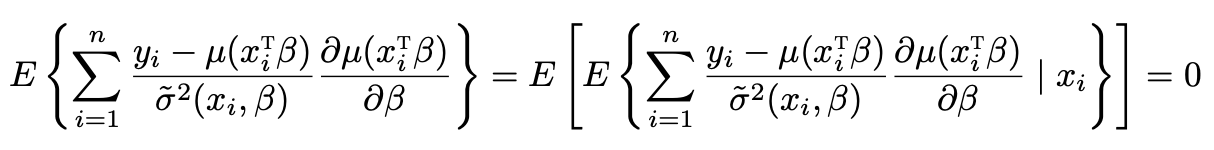 $$E\left\{\sum_{i=1}^{n} \frac{y_i - \mu(x_i^{\mathrm{T}}\beta)}{\tilde{\sigma}^2(x_i, \beta)} \frac{\partial \mu(x_i^{\mathrm{T}}\beta)}{\partial \beta}\right\} = E\left[E\left\{\sum_{i=1}^{n} \frac{y_i - \mu(x_i^{\mathrm{T}}\beta)}{\tilde{\sigma}^2(x_i, \beta)} \frac{\partial \mu(x_i^{\mathrm{T}}\beta)}{\partial \beta} \mid x_i\right\}\right] = 0$$